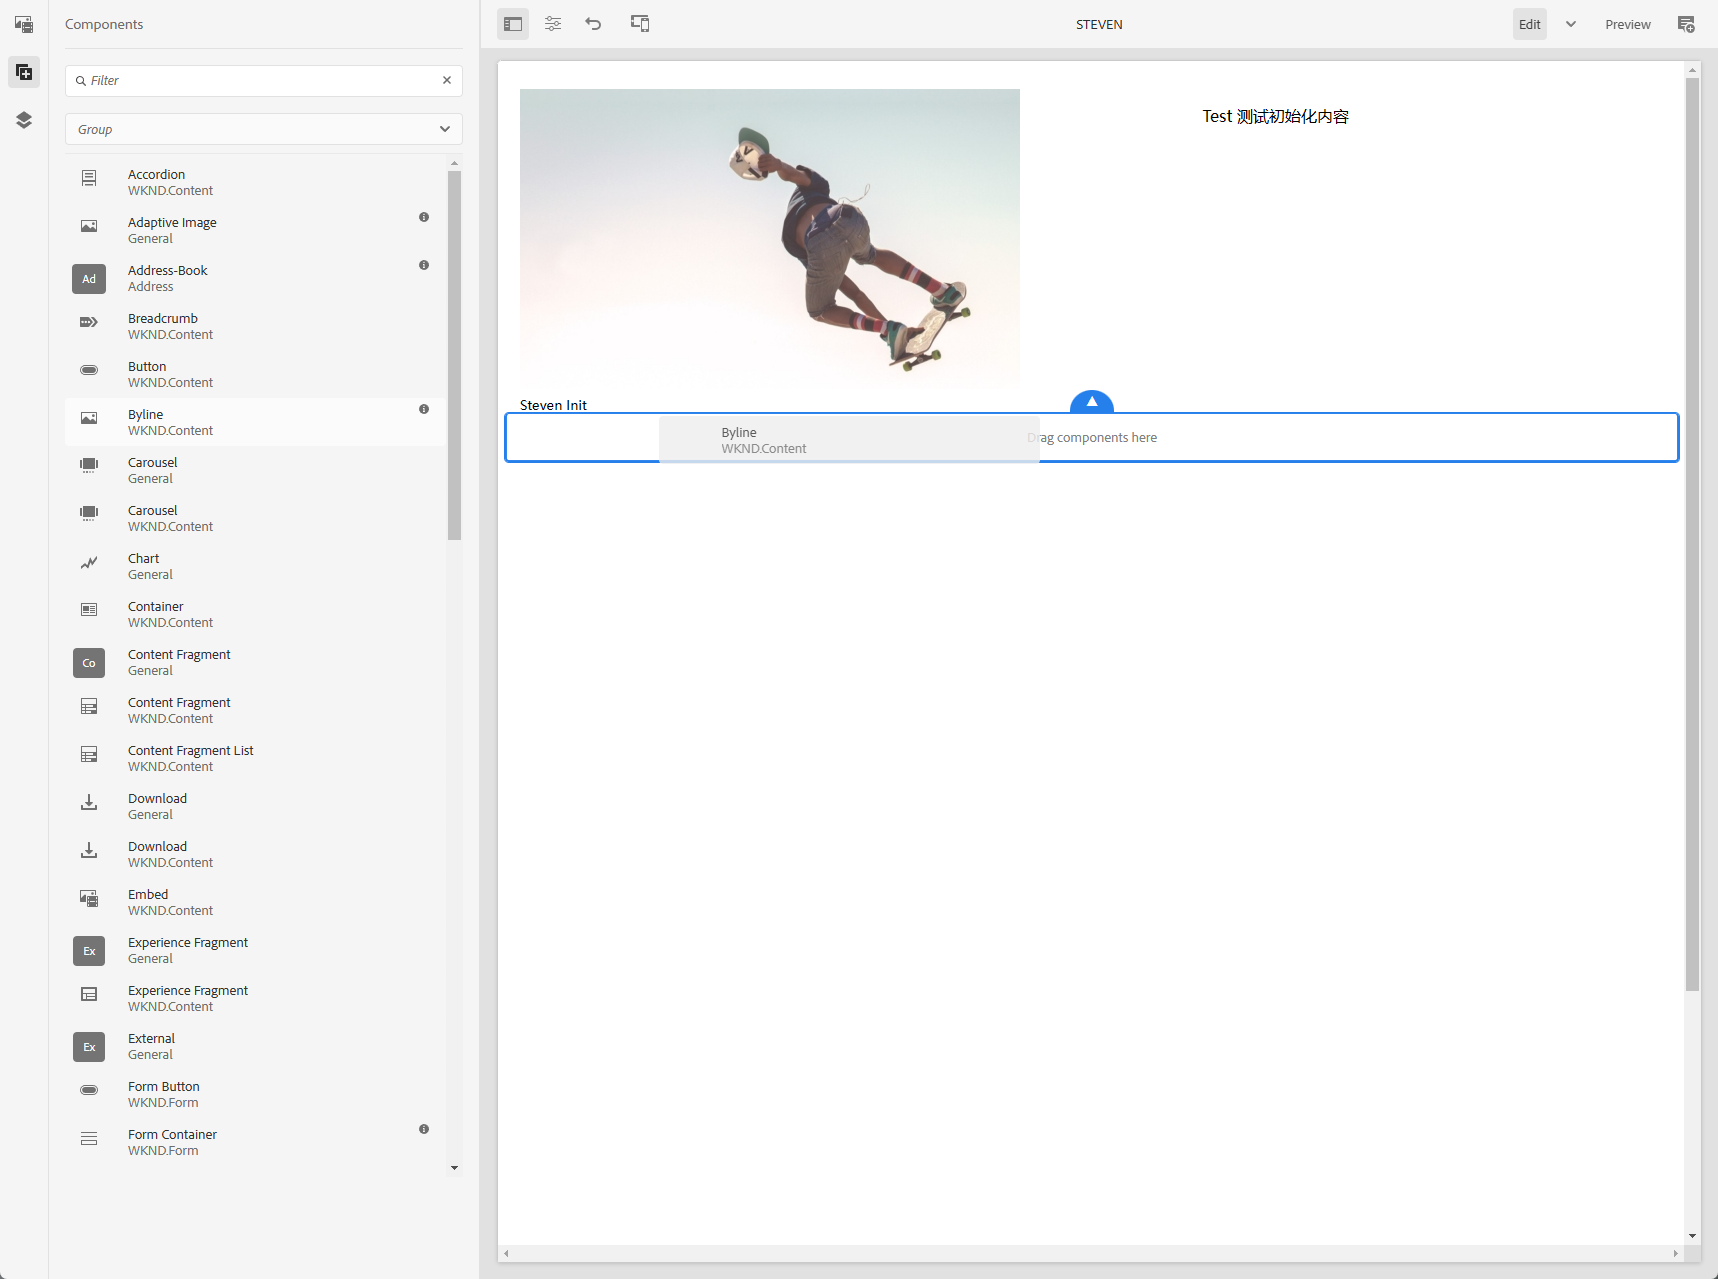 Components
STEVEN
Edit
Preview
Filter
Group
Accordion
WKND.Content
Adaptive Image
General
Ad
Address-Book
Address
Breadcrumb
WKND.Content
Button
WKND.Content
Byline
WKND.Content
Carousel
General
Carousel
WKND.Content
Chart
General
Container
WKND.Content
Co
Content Fragment
General
Content Fragment
WKND.Content
Content Fragment List
WKND.Content
Download
General
Download
WKND.Content
Embed
WKND.Content
Ex
Experience Fragment
General
Experience Fragment
WKND.Content
Ex
External
General
Form Button
WKND.Form
Form Container
WKND.Form
Test 测试初始化内容
Steven Init
Byline
WKND.Content
Drag components here